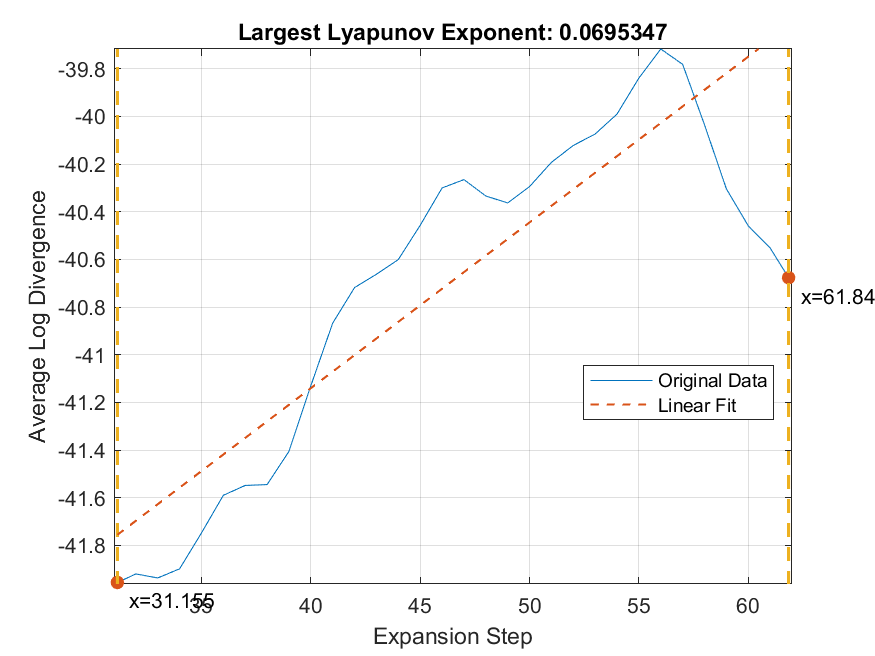 Largest Lyapunov Exponent: 0.0695347
Average Log Divergence
-39.8
-40
-40.2
-40.4
-40.6
-40.8
-41
-41.2
-41.4
-41.6
-41.8
x=61.84
Original Data
Linear Fit
x=31.155
35 40 45 50 55 60
Expansion Step